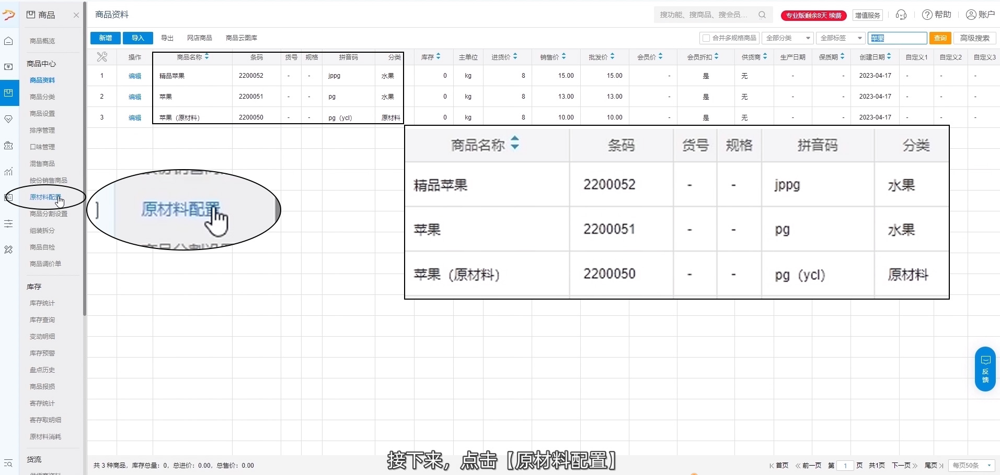 商品
商品资料
搜功能、搜商品、搜会员...
专业版剩余8天 续费
增值服务
帮助
账户
新增
导入
导出
网店商品
商品云图库
合并多规格商品
全部分类
全部标签
苹果
查询
高级搜索
商品概览
商品中心
商品资料
商品分类
商品设置
排序管理
口味管理
混售商品
按份销售商品
原材料配置
商品分割设置
组装拆分
商品自检
商品调价单
库存
库存统计
库存查询
变动明细
库存预警
盘点历史
商品报损
寄存统计
寄存取明细
原材料消耗
货流
供货商资料
操作 商品名称 条码 货号 规格 拼音码 分类 库存 主单位 进货价 销售价 批发价 会员价 会员折扣 供货商 生产日期 保质期 创建日期 自定义1 自定义2 自定义3
1 编辑 精品苹果 2200052 - - jppg 水果 0 kg 8 15.00 15.00 - 是 无 - - 2023-04-17 - - -
2 编辑 苹果 2200051 - - pg 水果 0 kg 8 13.00 13.00 - 是 无 - - 2023-04-17 - - -
3 编辑 苹果（原材料） 2200050 - - pg（ycl） 原材料 0 kg 8 10.00 10.00 - 是 无 - - 2023-04-17 - - -
商品名称 条码 货号 规格 拼音码 分类
精品苹果 2200052 - - jppg 水果
苹果 2200051 - - pg 水果
苹果（原材料） 2200050 - - pg（ycl） 原材料
原材料配置
反馈
接下来，点击【原材料配置】
共 3 种商品，库存总量：0，总进价：0.00，总售价：0.00
首页 前一页 第 1 页 共1页 下一页 尾页 每页50条